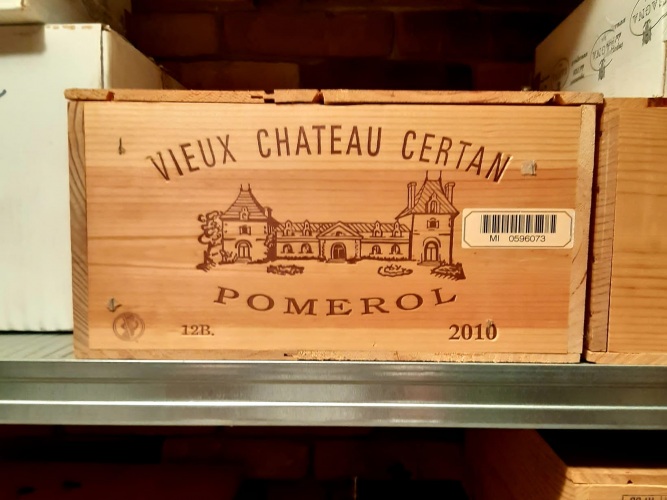 VIEUX CHATEAU CERTAN
MI 0596073
POMEROL
12B.
2010